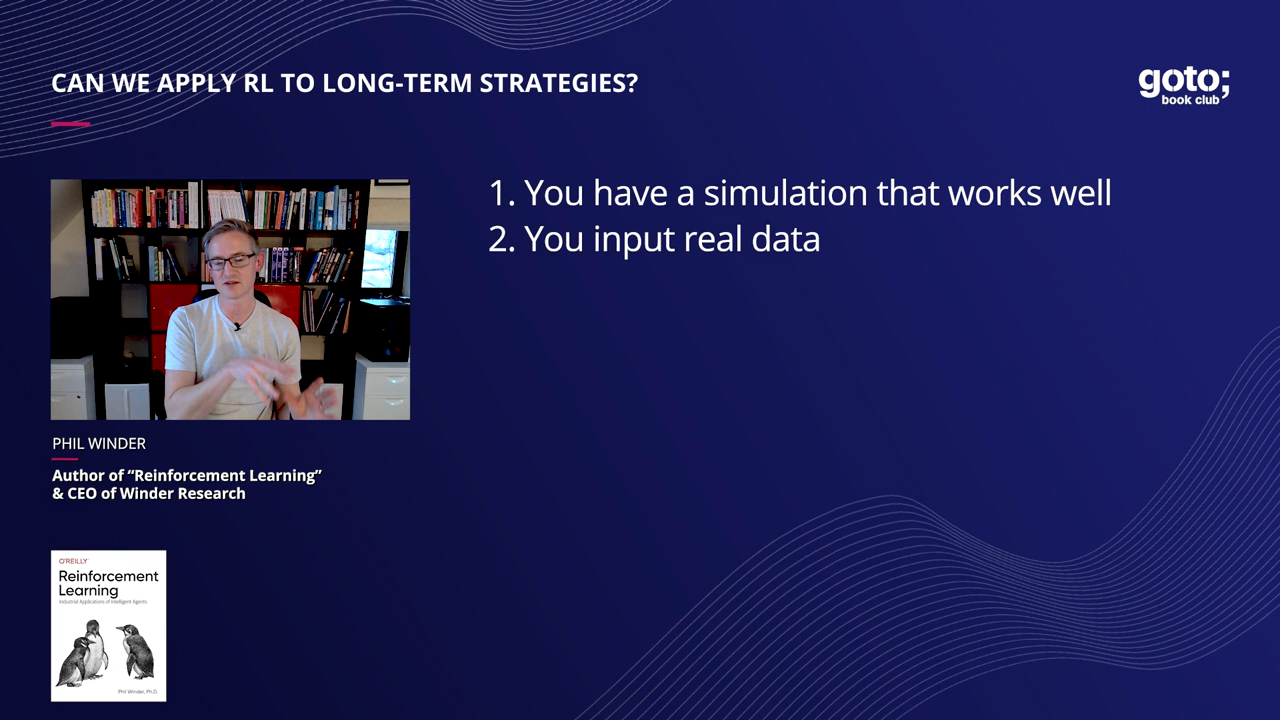 CAN WE APPLY RL TO LONG-TERM STRATEGIES?
goto;
book club
1. You have a simulation that works well
2. You input real data
PHIL WINDER
Author of “Reinforcement Learning”
& CEO of Winder Research
O'REILLY
Reinforcement
Learning
Industrial Applications of Intelligent Agents
Phil Winder, Ph.D.